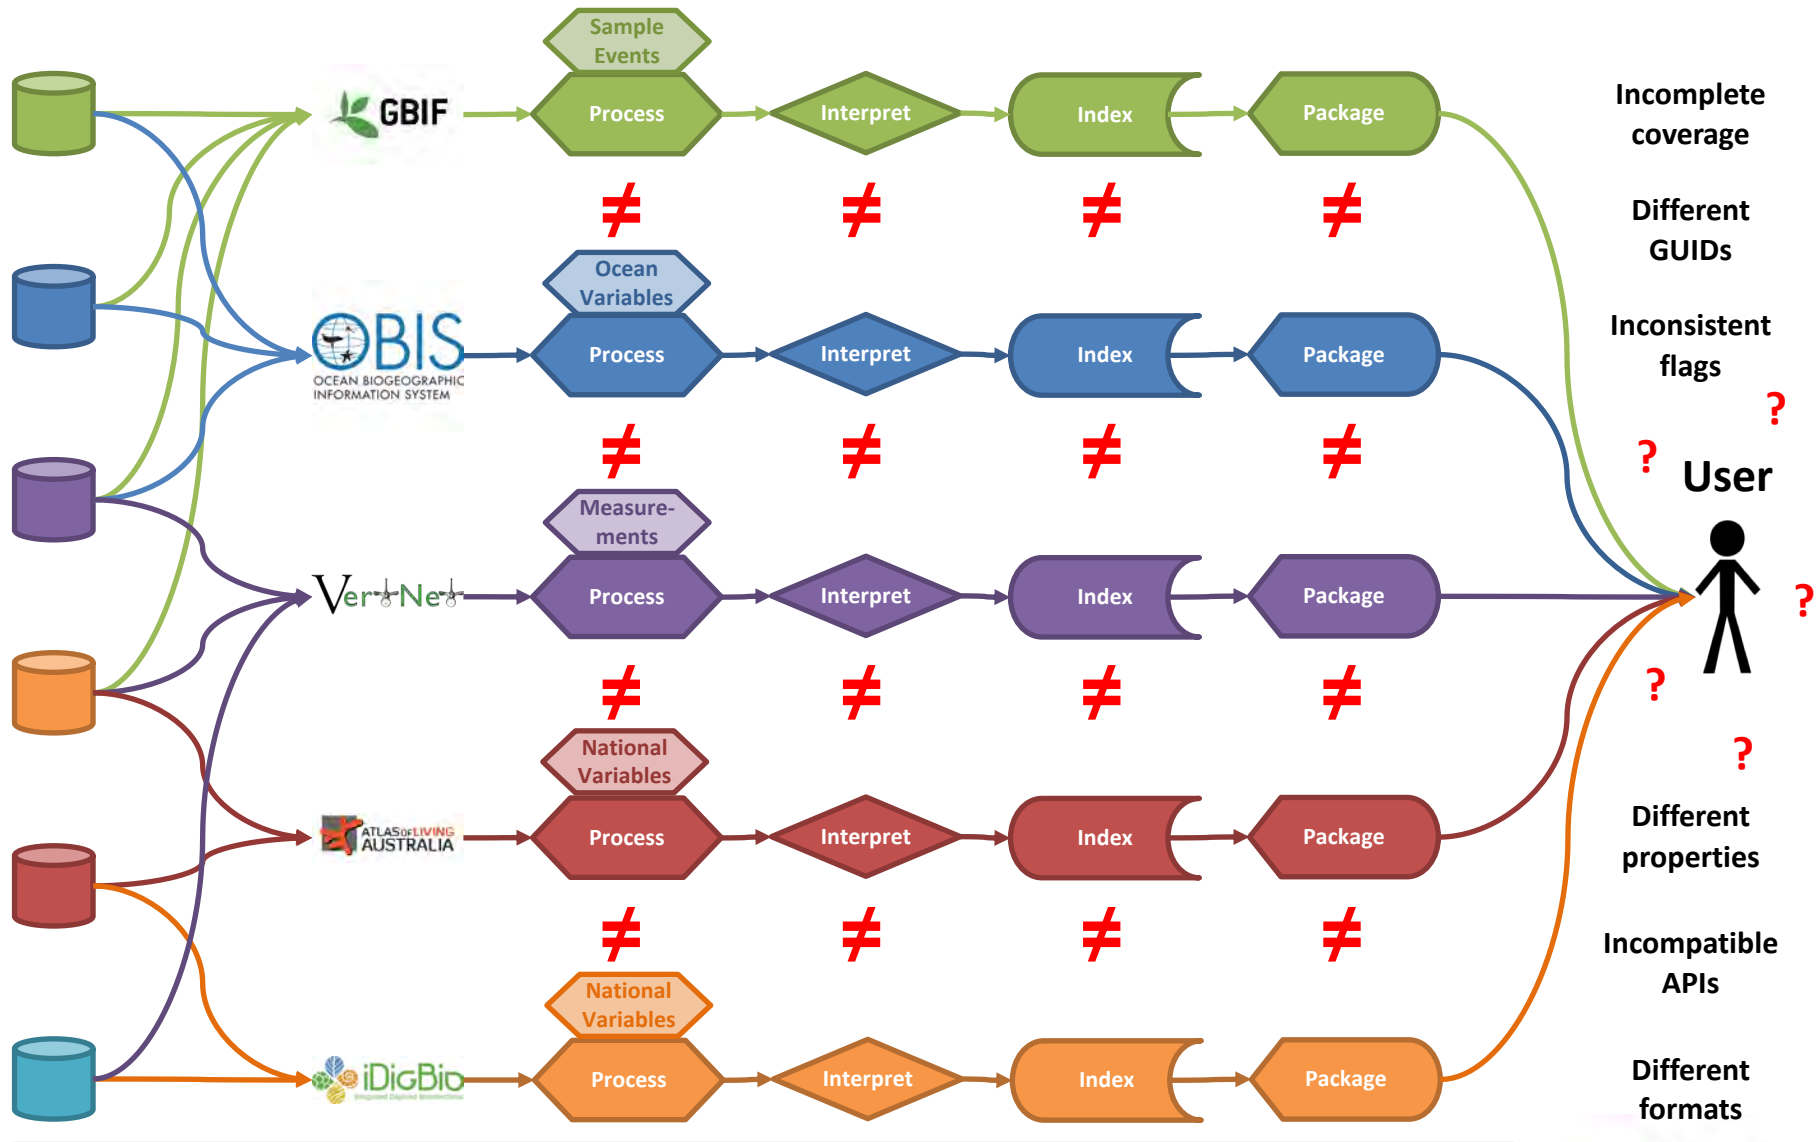 Sample
Events
GBIF
Process
Interpret
Index
Package
Incomplete
coverage
≠ ≠ ≠ ≠
Different
GUIDs
Ocean
Variables
OBIS
OCEAN BIOGEOGRAPHIC
INFORMATION SYSTEM
Process
Interpret
Index
Package
Inconsistent
flags
≠ ≠ ≠ ≠
?
?
User
Measure-
ments
VertNet
Process
Interpret
Index
Package
?
≠ ≠ ≠ ≠
?
?
National
Variables
ATLAS OF LIVING
AUSTRALIA
Process
Interpret
Index
Package
Different
properties
≠ ≠ ≠ ≠
Incompatible
APIs
National
Variables
iDigBio
Process
Interpret
Index
Package
Different
formats